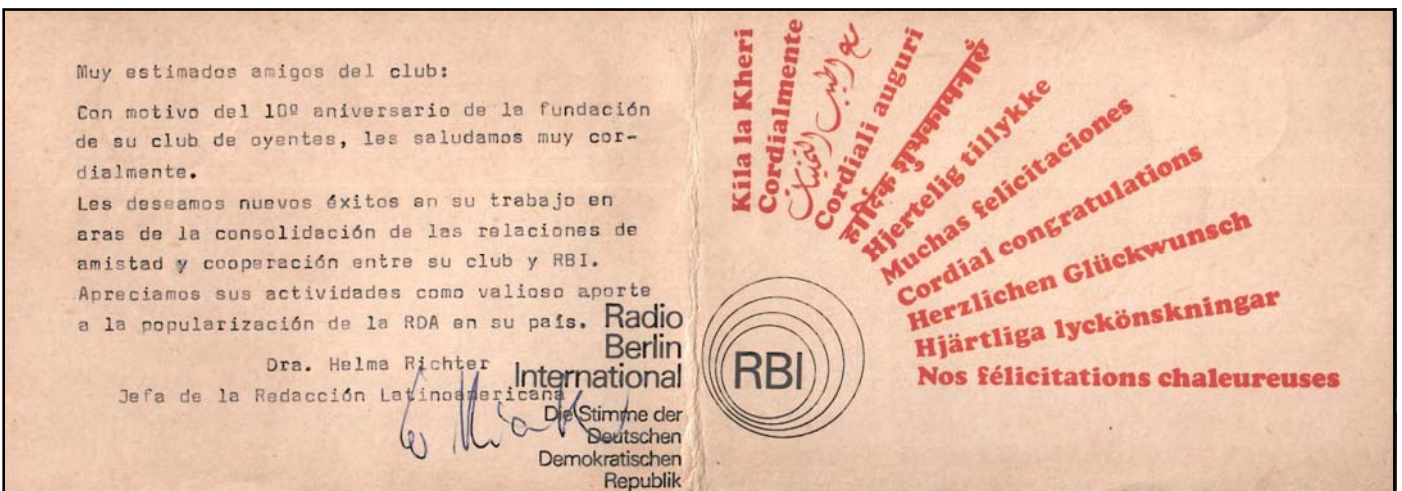 Muy estimados amigos del club:
Con motivo del 10º aniversario de la fundación
de su club de oyentes, les saludamos muy cor-
dialmente.
Les deseamos nuevos éxitos en su trabajo en
aras de la consolidación de las relaciones de
amistad y cooperación entre su club y RBI.
Apreciamos sus actividades como valioso aporte
a la popularización de la RDA en su país.
Dra. Helma Richter
Jefa de la Redacción Latinoamericana
Radio
Berlin
International
Die Stimme der
Deutschen
Demokratischen
Republik
RBI
Kila la Kheri
Cordialmente
Cordiali auguri
हार्दिक शुभकामनाएं
Hjertelig tillykke
Muchas felicitaciones
Cordial congratulations
Herzlichen Glückwunsch
Hjärtliga lyckönskningar
Nos félicitations chaleureuses